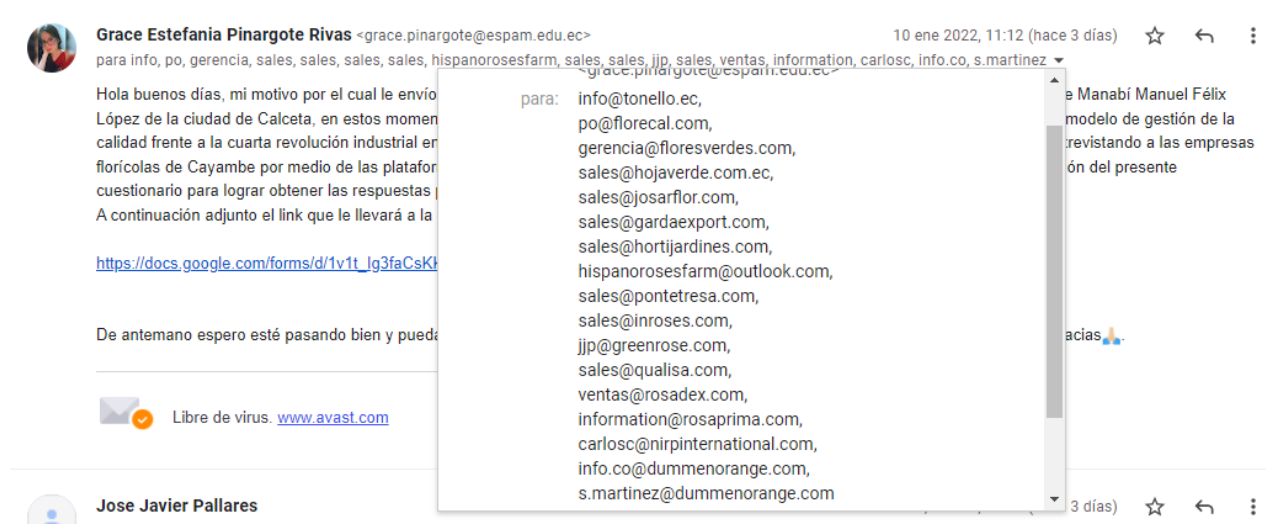 Grace Estefania Pinargote Rivas <grace.pinargote@espam.edu.ec> 10 ene 2022, 11:12 (hace 3 días)
para info, po, gerencia, sales, sales, sales, sales, hispanorosesfarm, sales, sales, jjp, sales, ventas, information, carlosc, info.co, s.martinez
<grace.pinargote@espam.edu.ec>
Hola buenos días, mi motivo por el cual le envío
e Manabí Manuel Félix
López de la ciudad de Calceta, en estos momen
modelo de gestión de la
calidad frente a la cuarta revolución industrial en
trevistando a las empresas
florícolas de Cayambe por medio de las platafor
ón del presente
cuestionario para lograr obtener las respuestas
A continuación adjunto el link que le llevará a la
https://docs.google.com/forms/d/1v1t_lg3faCsK
De antemano espero esté pasando bien y pueda
acias🙏🏻.
Libre de virus. www.avast.com
para: info@tonello.ec,
po@florecal.com,
gerencia@floresverdes.com,
sales@hojaverde.com.ec,
sales@josarflor.com,
sales@gardaexport.com,
sales@hortijardines.com,
hispanorosesfarm@outlook.com,
sales@pontetresa.com,
sales@inroses.com,
jjp@greenrose.com,
sales@qualisa.com,
ventas@rosadex.com,
information@rosaprima.com,
carlosc@nirpinternational.com,
info.co@dummenorange.com,
s.martinez@dummenorange.com
Jose Javier Pallares
3 días)